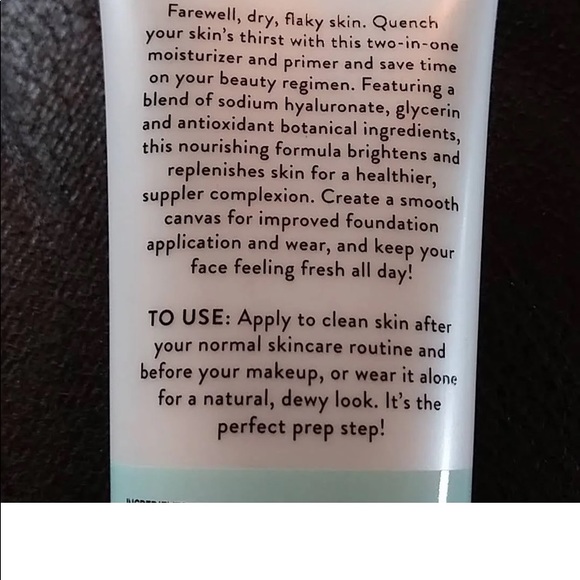 Farewell, dry, flaky skin. Quench
your skin's thirst with this two-in-one
moisturizer and primer and save time
on your beauty regimen. Featuring a
blend of sodium hyaluronate, glycerin
and antioxidant botanical ingredients,
this nourishing formula brightens and
replenishes skin for a healthier,
suppler complexion. Create a smooth
canvas for improved foundation
application and wear, and keep your
face feeling fresh all day!
TO USE: Apply to clean skin after
your normal skincare routine and
before your makeup, or wear it alone
for a natural, dewy look. It's the
perfect prep step!